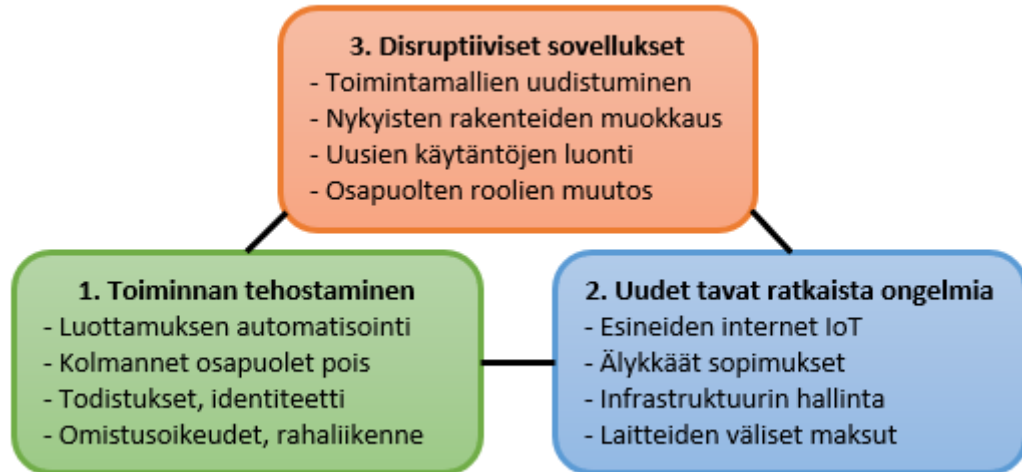 3. Disruptiiviset sovellukset
- Toimintamallien uudistuminen
- Nykyisten rakenteiden muokkaus
- Uusien käytäntöjen luonti
- Osapuolten roolien muutos
1. Toiminnan tehostaminen
- Luottamuksen automatisointi
- Kolmannet osapuolet pois
- Todistukset, identiteetti
- Omistusoikeudet, rahaliikenne
2. Uudet tavat ratkaista ongelmia
- Esineiden internet IoT
- Älykkäät sopimukset
- Infrastruktuurin hallinta
- Laitteiden väliset maksut